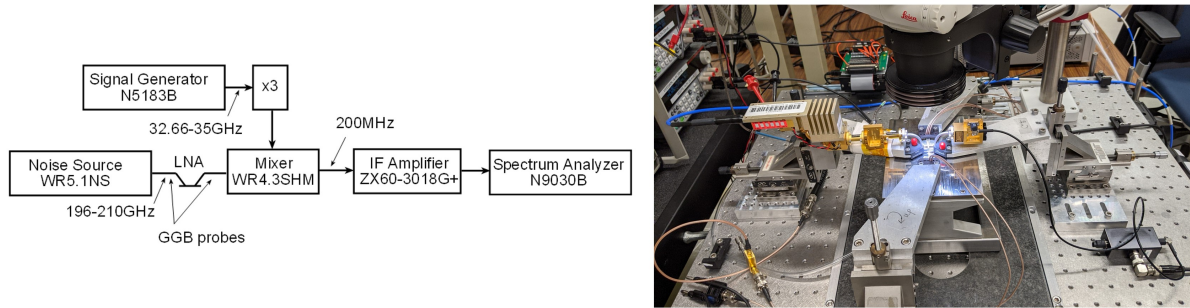 Signal Generator
N5183B
x3
32.66-35GHz
200MHz
Noise Source
WR5.1NS
LNA
Mixer
WR4.3SHM
IF Amplifier
ZX60-3018G+
Spectrum Analyzer
N9030B
196-210GHz
GGB probes
Leica